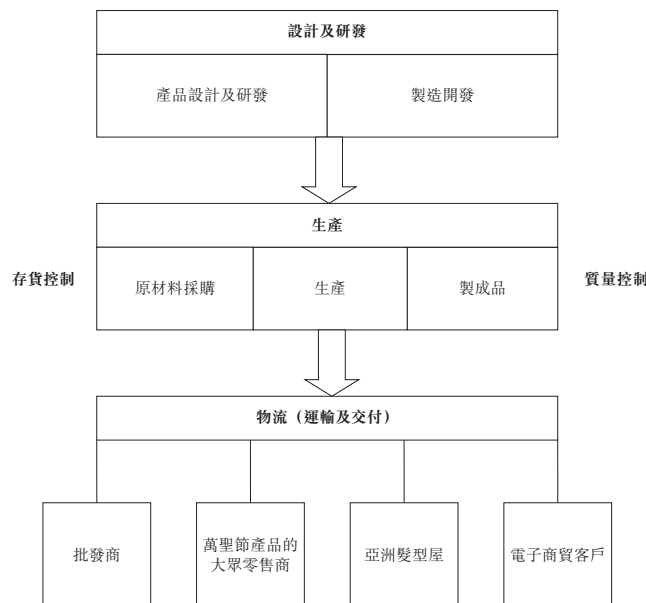 設計及研發
產品設計及研發
製造開發
生產
存貨控制
原材料採購
生產
製成品
質量控制
物流（運輸及交付）
批發商
萬聖節產品的
大眾零售商
亞洲髮型屋
電子商貿客戶